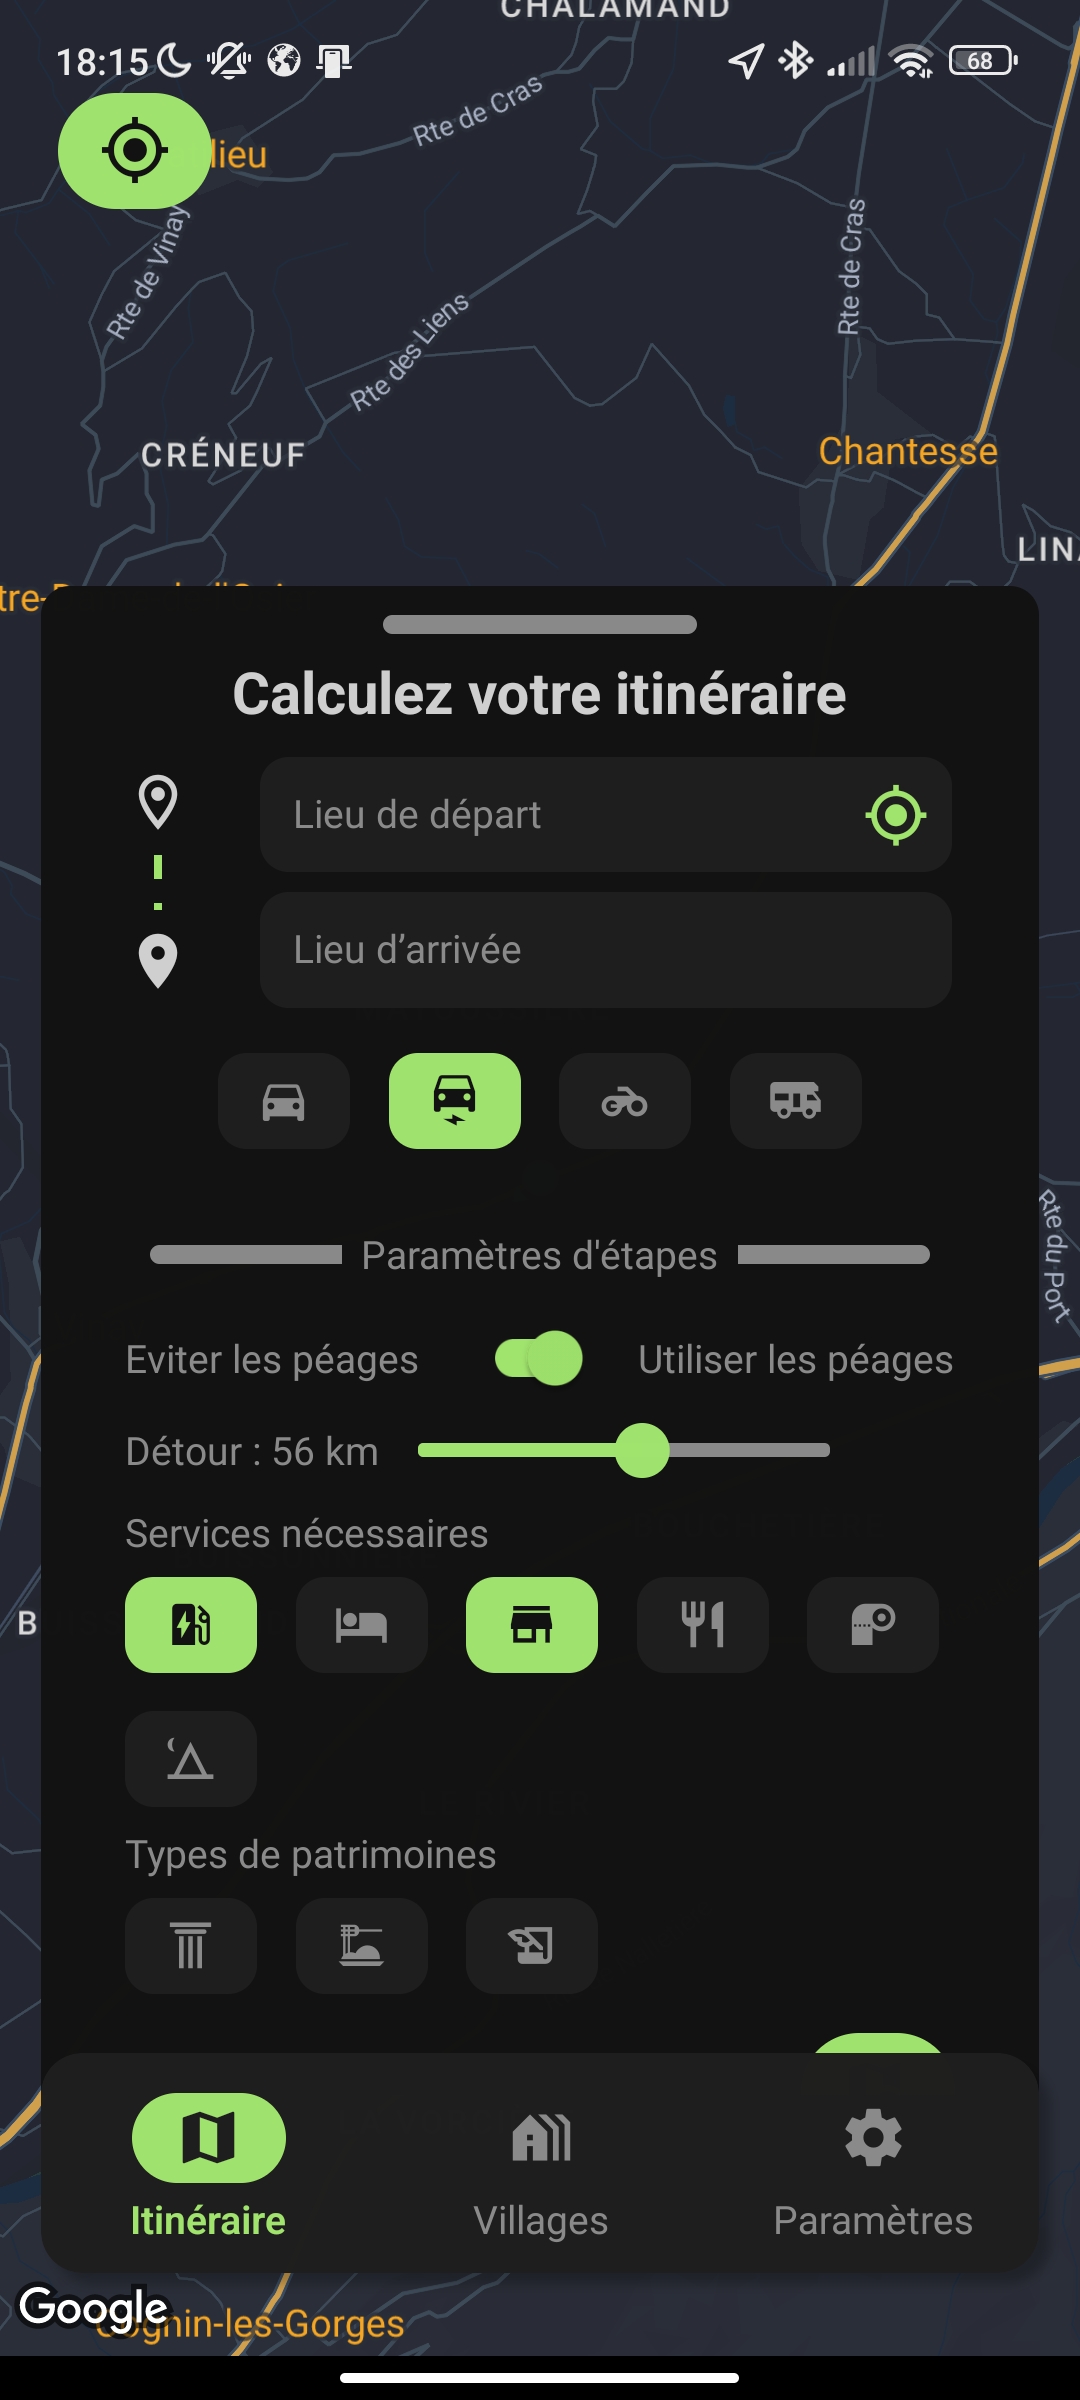 CHALAMAND
18:15
68
Rte de Cras
lieu
Rte de Vinay
Rte de Cras
Rte des Liens
CRÉNEUF
Chantesse
LIN
tre-
Calculez votre itinéraire
Lieu de départ
Lieu d’arrivée
Rte du Port
Paramètres d'étapes
Eviter les péages
Utiliser les péages
Détour : 56 km
Services nécessaires
B
Types de patrimoines
Itinéraire
Villages
Paramètres
Google
Cognin-les-Gorges